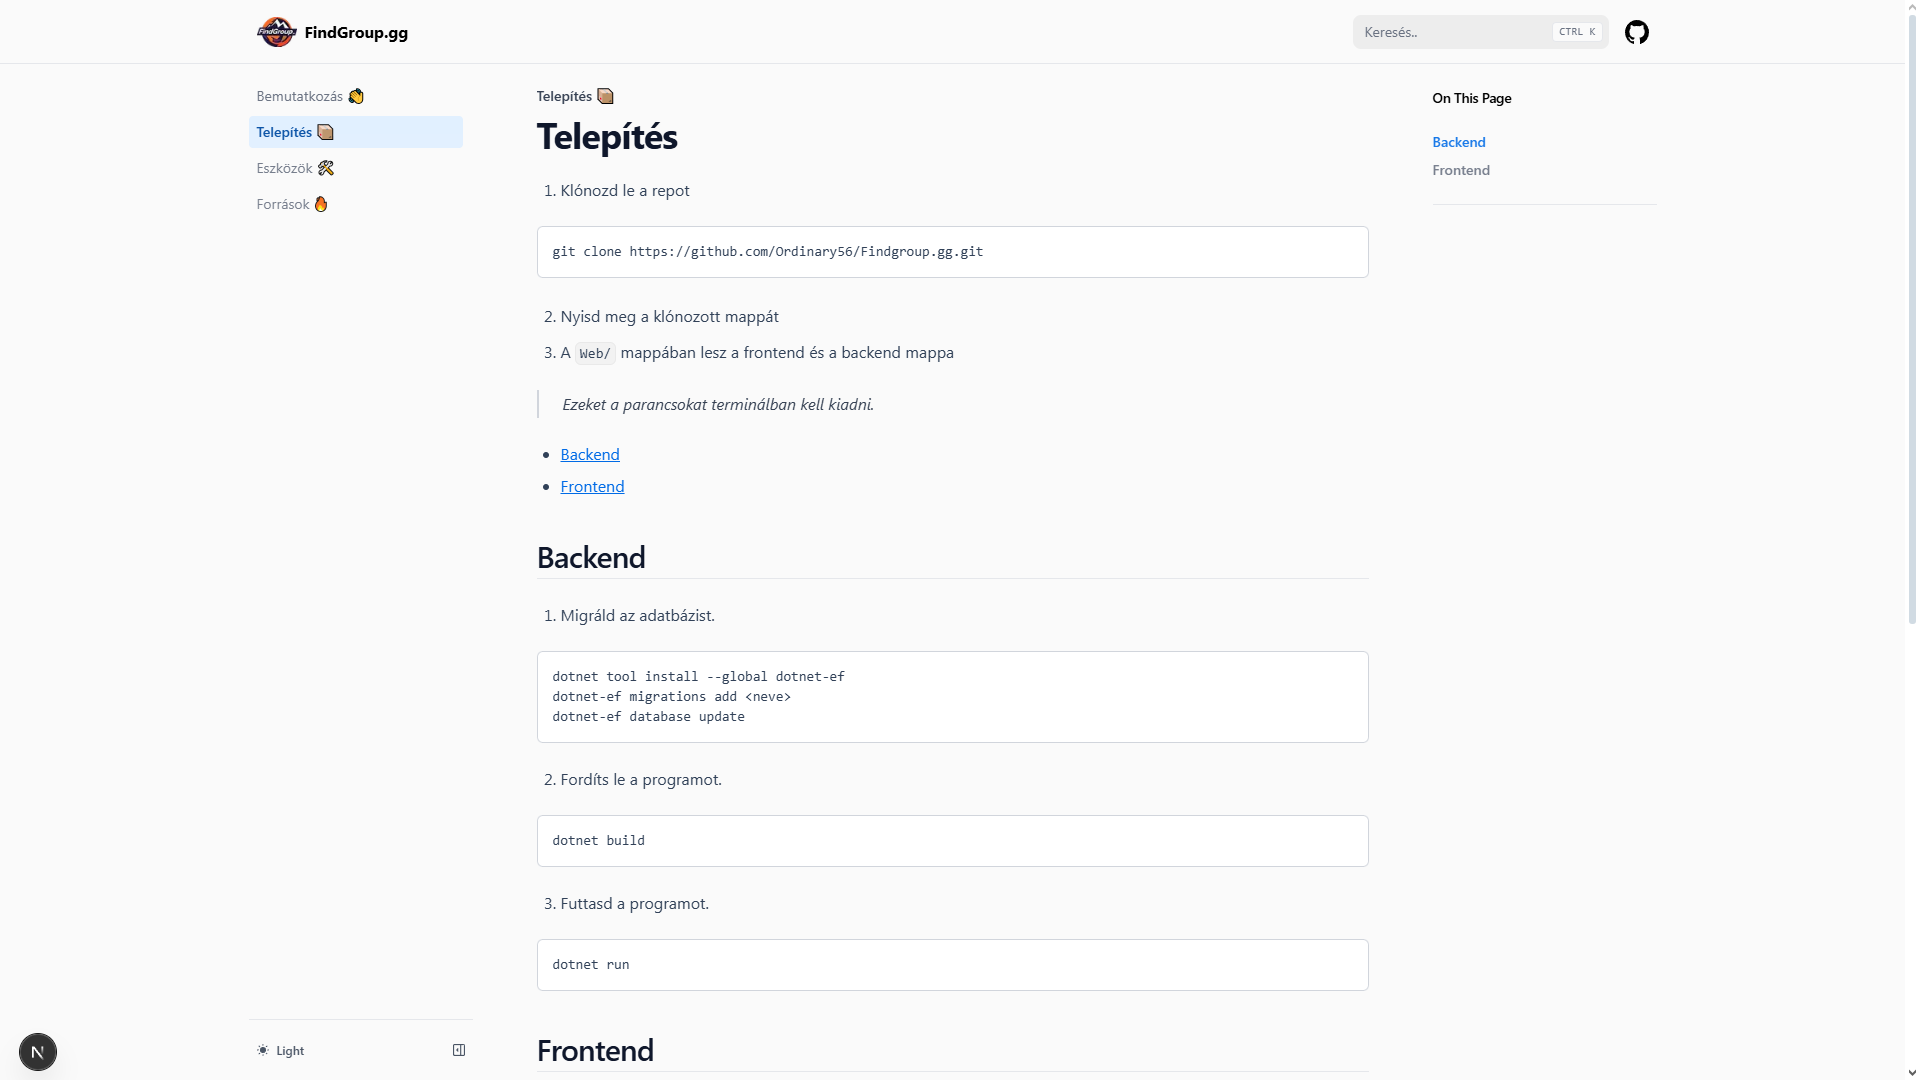 FindGroup.gg
Keresés..
CTRL K
Bemutatkozás 👏
Telepítés 📦
Eszközök 🛠
Források 🔥
Telepítés 📦
Telepítés
1. Klónozd le a repot
git clone https://github.com/Ordinary56/Findgroup.gg.git
2. Nyisd meg a klónozott mappát
3. A Web/ mappában lesz a frontend és a backend mappa
Ezeket a parancsokat terminálban kell kiadni.
• Backend
• Frontend
Backend
1. Migráld az adatbázist.
dotnet tool install --global dotnet-ef
dotnet-ef migrations add <neve>
dotnet-ef database update
2. Fordíts le a programot.
dotnet build
3. Futtasd a programot.
dotnet run
Frontend
On This Page
Backend
Frontend
Light
N